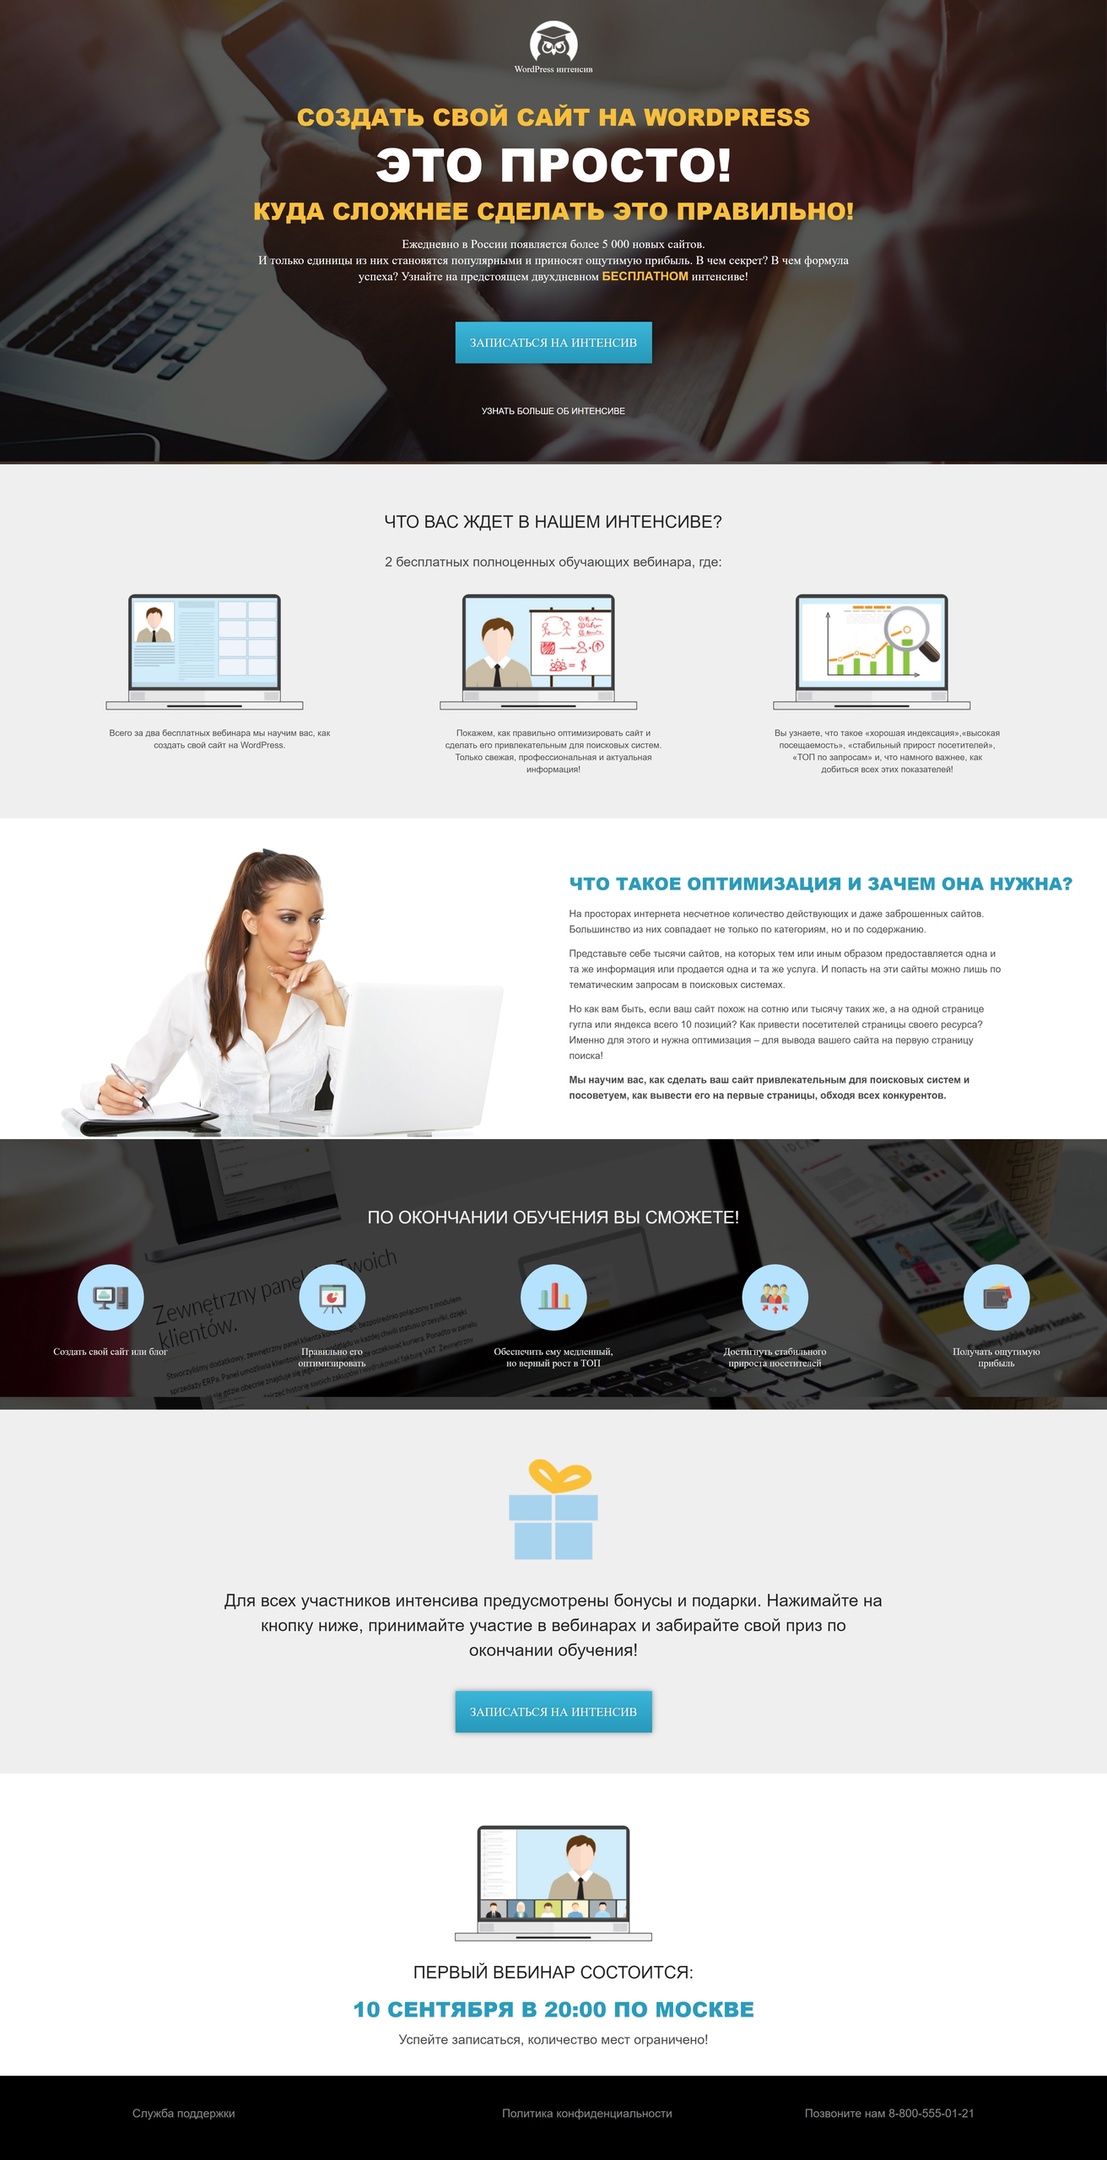 WordPress интенсив
СОЗДАТЬ СВОЙ САЙТ НА WORDPRESS
ЭТО ПРОСТО!
КУДА СЛОЖНЕЕ СДЕЛАТЬ ЭТО ПРАВИЛЬНО!
Ежедневно в России появляется более 5 000 новых сайтов.
И только единицы из них становятся популярными и приносят ощутимую прибыль. В чем секрет? В чем формула
успеха? Узнайте на предстоящем двухдневном БЕСПЛАТНОМ интенсиве!
ЗАПИСАТЬСЯ НА ИНТЕНСИВ
УЗНАТЬ БОЛЬШЕ ОБ ИНТЕНСИВЕ
ЧТО ВАС ЖДЕТ В НАШЕМ ИНТЕНСИВЕ?
2 бесплатных полноценных обучающих вебинара, где:
Всего за два бесплатных вебинара мы научим вас, как
создать свой сайт на WordPress.
Покажем, как правильно оптимизировать сайт и
сделать его привлекательным для поисковых систем.
Только свежая, профессиональная и актуальная
информация!
Вы узнаете, что такое «хорошая индексация»,«высокая
посещаемость», «стабильный прирост посетителей»,
«ТОП по запросам» и, что намного важнее, как
добиться всех этих показателей!
ЧТО ТАКОЕ ОПТИМИЗАЦИЯ И ЗАЧЕМ ОНА НУЖНА?
На просторах интернета несчетное количество действующих и даже заброшенных сайтов.
Большинство из них совпадает не только по категориям, но и по содержанию.
Представьте себе тысячи сайтов, на которых тем или иным образом предоставляется одна и
та же информация или продается одна и та же услуга. И попасть на эти сайты можно лишь по
тематическим запросам в поисковых системах.
Но как вам быть, если ваш сайт похож на сотню или тысячу таких же, а на одной странице
гугла или яндекса всего 10 позиций? Как привести посетителей страницы своего ресурса?
Именно для этого и нужна оптимизация – для вывода вашего сайта на первую страницу
поиска!
Мы научим вас, как сделать ваш сайт привлекательным для поисковых систем и
посоветуем, как вывести его на первые страницы, обходя всех конкурентов.
ПО ОКОНЧАНИИ ОБУЧЕНИЯ ВЫ СМОЖЕТЕ!
Zewnętrzny panel Twoich
klientów.
Создать свой сайт или блог
Правильно его
оптимизировать
Обеспечить ему медленный,
но верный рост в ТОП
Достигнуть стабильного
прироста посетителей
Получать ощутимую
прибыль
Для всех участников интенсива предусмотрены бонусы и подарки. Нажимайте на
кнопку ниже, принимайте участие в вебинарах и забирайте свой приз по
окончании обучения!
ЗАПИСАТЬСЯ НА ИНТЕНСИВ
ПЕРВЫЙ ВЕБИНАР СОСТОИТСЯ:
10 СЕНТЯБРЯ В 20:00 ПО МОСКВЕ
Успейте записаться, количество мест ограничено!
Служба поддержки
Политика конфиденциальности
Позвоните нам 8-800-555-01-21